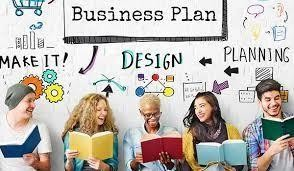 Business Plan
MAKE IT!
DESIGN
PLANNING